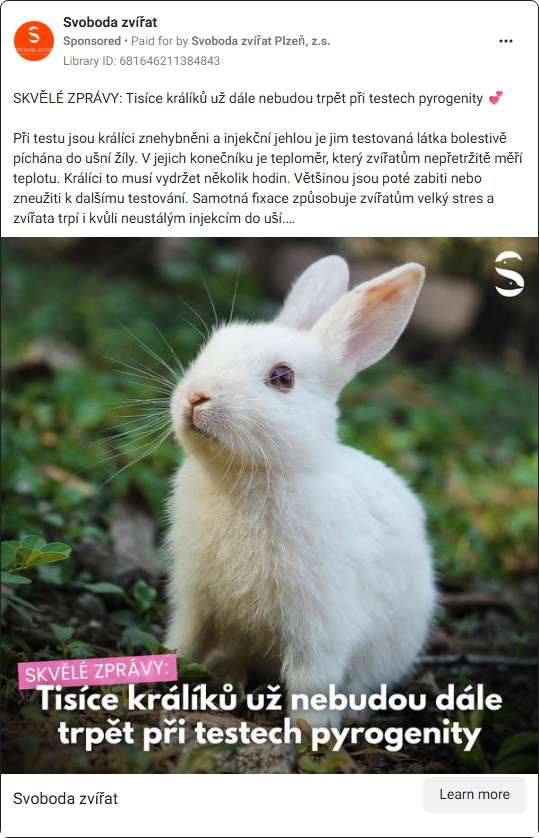 Svoboda zvířat
Sponsored • Paid for by Svoboda zvířat Plzeň, z.s.
Library ID: 681646211384843
SKVĚLÉ ZPRÁVY: Tisíce králíků už dále nebudou trpět při testech pyrogenity 💕
Při testu jsou králíci znehybněni a injekční jehlou je jim testovaná látka bolestivě
píchána do ušní žíly. V jejich konečníku je teploměr, který zvířatům nepřetržitě měří
teplotu. Králíci to musí vydržet několik hodin. Většinou jsou poté zabiti nebo
zneužiti k dalšímu testování. Samotná fixace způsobuje zvířatům velký stres a
zvířata trpí i kvůli neustálým injekcím do uší....
SKVĚLÉ ZPRÁVY:
Tisíce králíků už nebudou dále
trpět při testech pyrogenity
Svoboda zvířat
Learn more